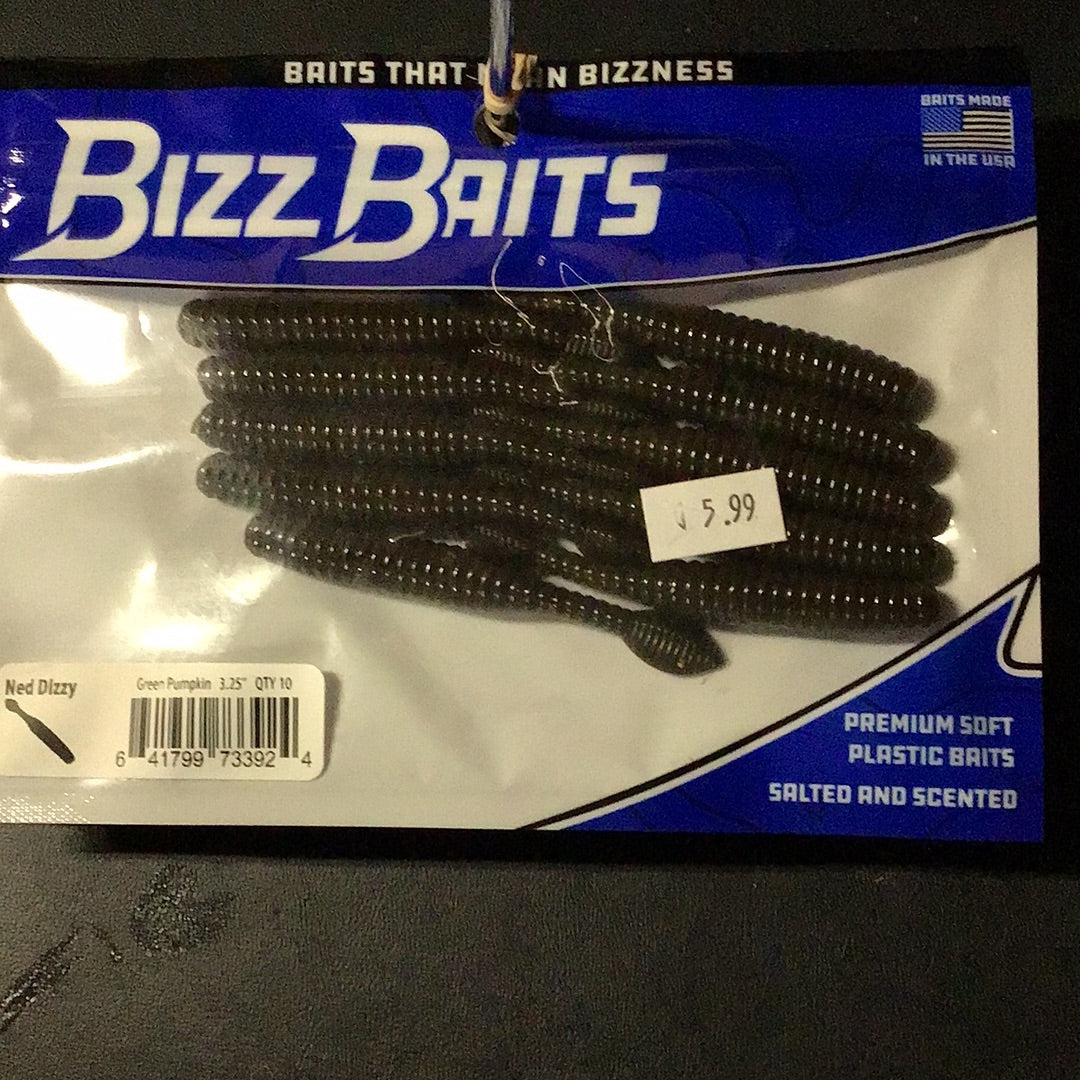 BAITS THAT BIZZNESS
BIZZ BAITS
BAITS MADE
IN THE USA
5.99
Ned Dizzy
Green Pumpkin 3.25" QTY 10
6 41799 73392 4
PREMIUM SOFT
PLASTIC BAITS
SALTED AND SCENTED